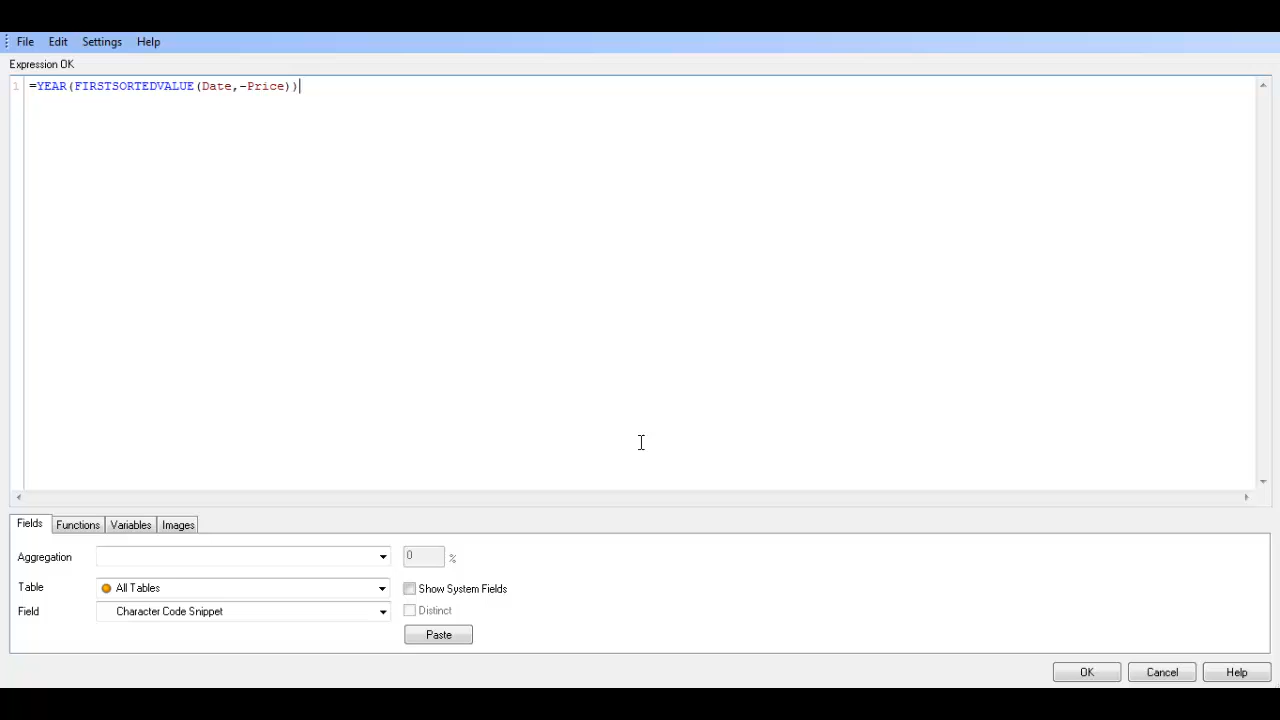 File Edit Settings Help
Expression OK
1 =YEAR(FIRSTSORTEDVALUE(Date,-Price))
Fields Functions Variables Images
Aggregation 0 %
Table All Tables Show System Fields
Field Character Code Snippet Distinct
Paste
OK Cancel Help